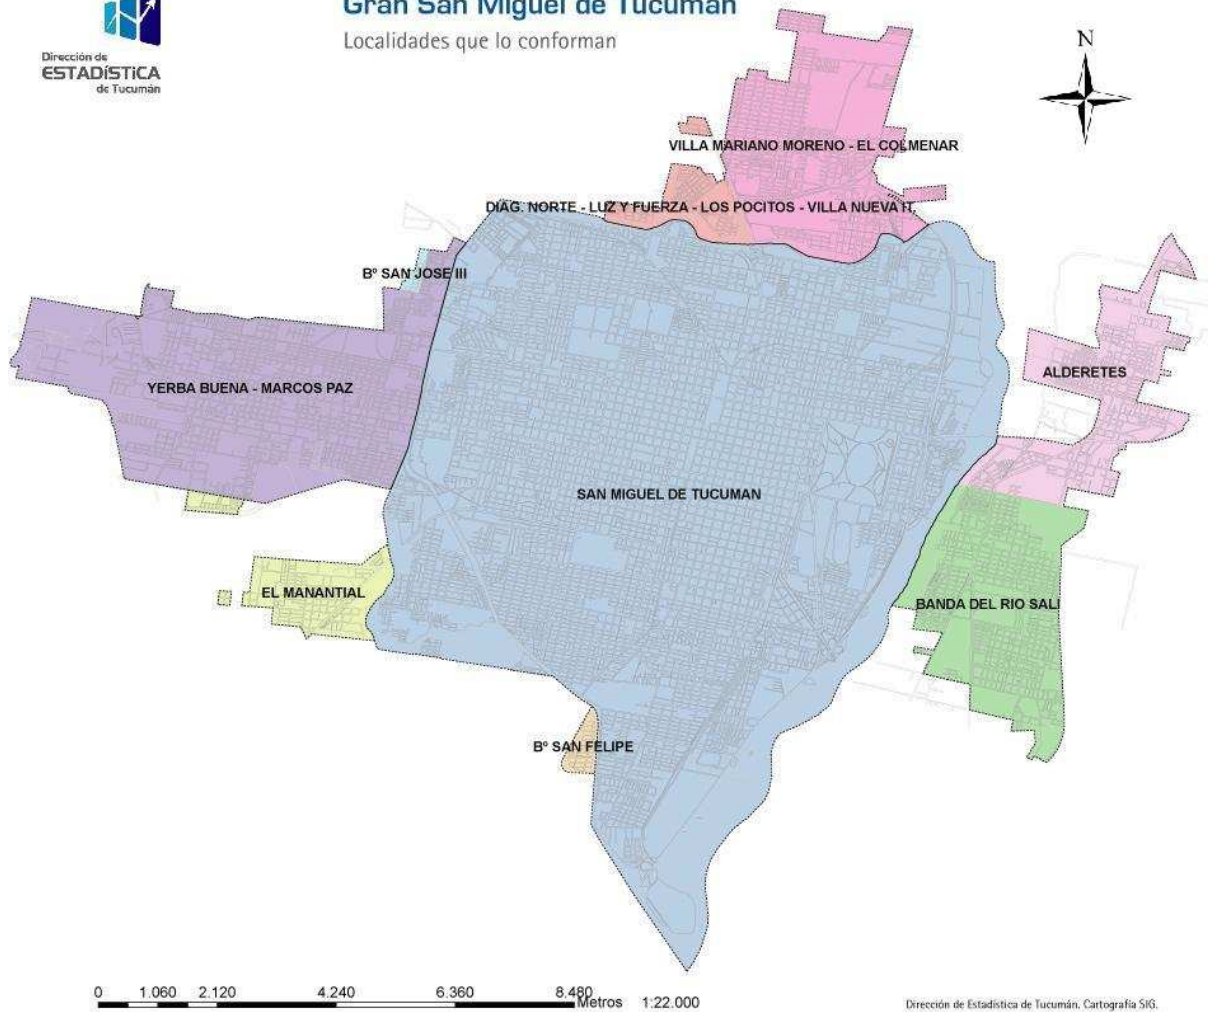 Gran San Miguel de Tucumán
Localidades que lo conforman
Dirección de
ESTADÍSTICA
de Tucumán
N
VILLA MARIANO MORENO - EL COLMENAR
DIAG. NORTE - LUZ Y FUERZA - LOS POCITOS - VILLA NUEVA IT
Bº SAN JOSE III
YERBA BUENA - MARCOS PAZ
ALDERETES
SAN MIGUEL DE TUCUMAN
EL MANANTIAL
BANDA DEL RIO SALI
Bº SAN FELIPE
0 1.060 2.120 4.240 6.360 8.480
Metros 1:22.000
Dirección de Estadística de Tucumán. Cartografía SIG.